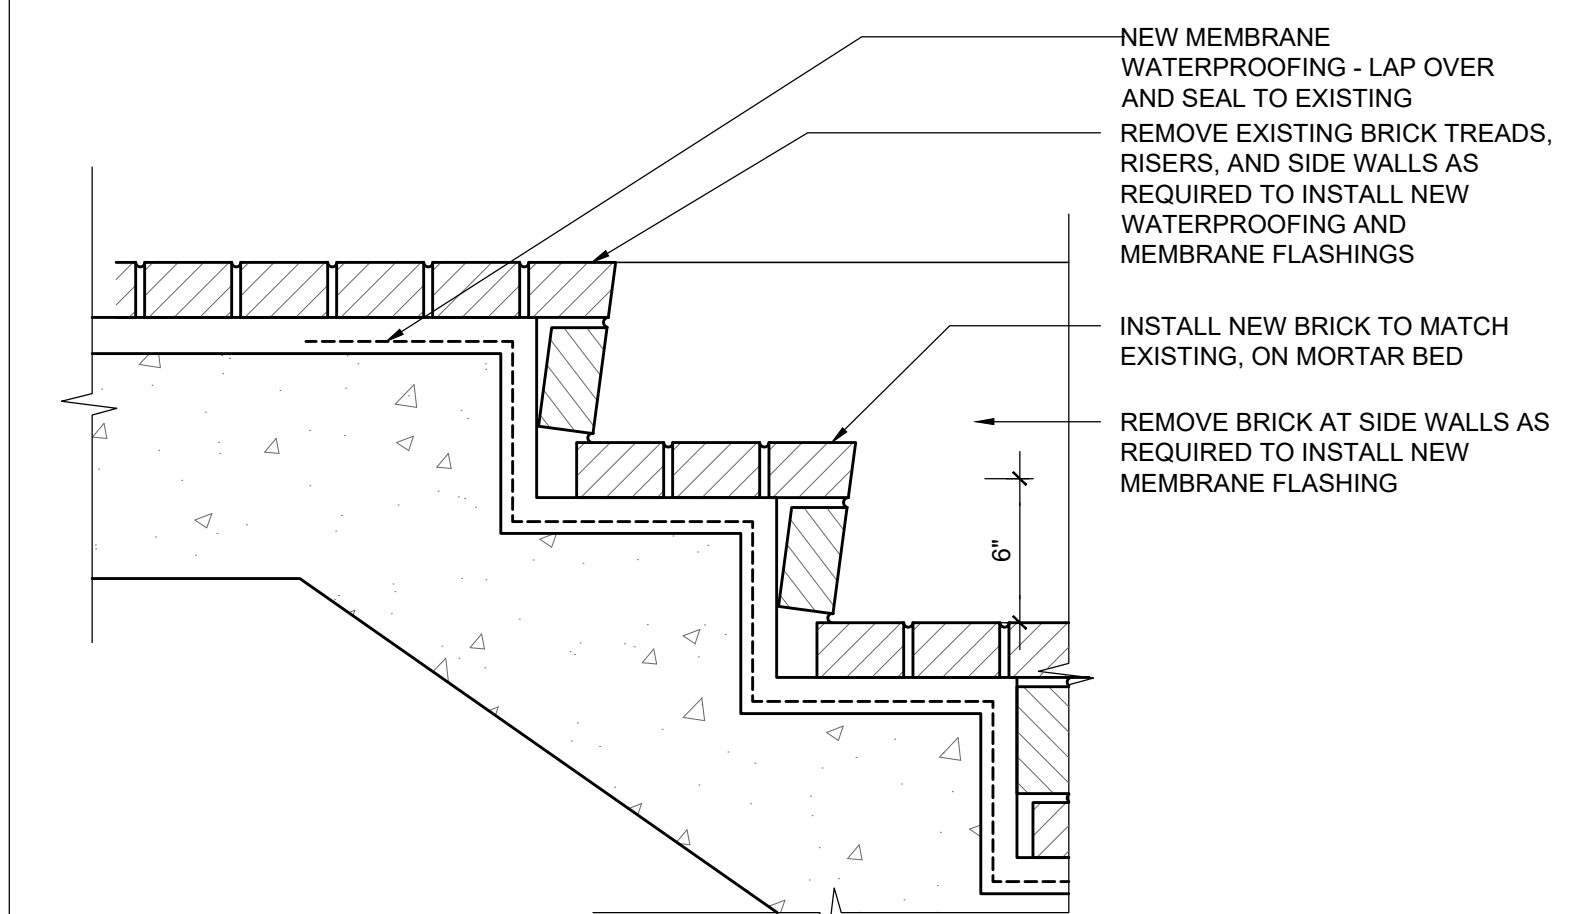 NEW MEMBRANE
WATERPROOFING - LAP OVER
AND SEAL TO EXISTING
REMOVE EXISTING BRICK TREADS,
RISERS, AND SIDE WALLS AS
REQUIRED TO INSTALL NEW
WATERPROOFING AND
MEMBRANE FLASHINGS
INSTALL NEW BRICK TO MATCH
EXISTING, ON MORTAR BED
REMOVE BRICK AT SIDE WALLS AS
REQUIRED TO INSTALL NEW
MEMBRANE FLASHING
6"